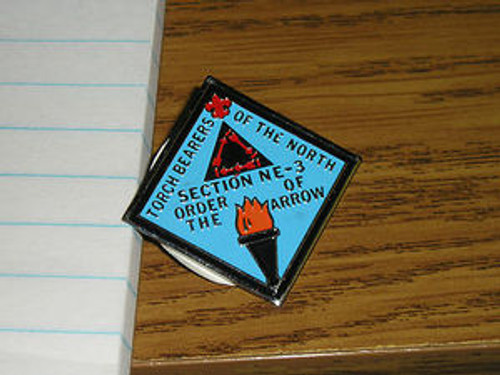 TORCH BEARERS OF THE NORTH
SECTION NE-3
ORDER OF
THE ARROW